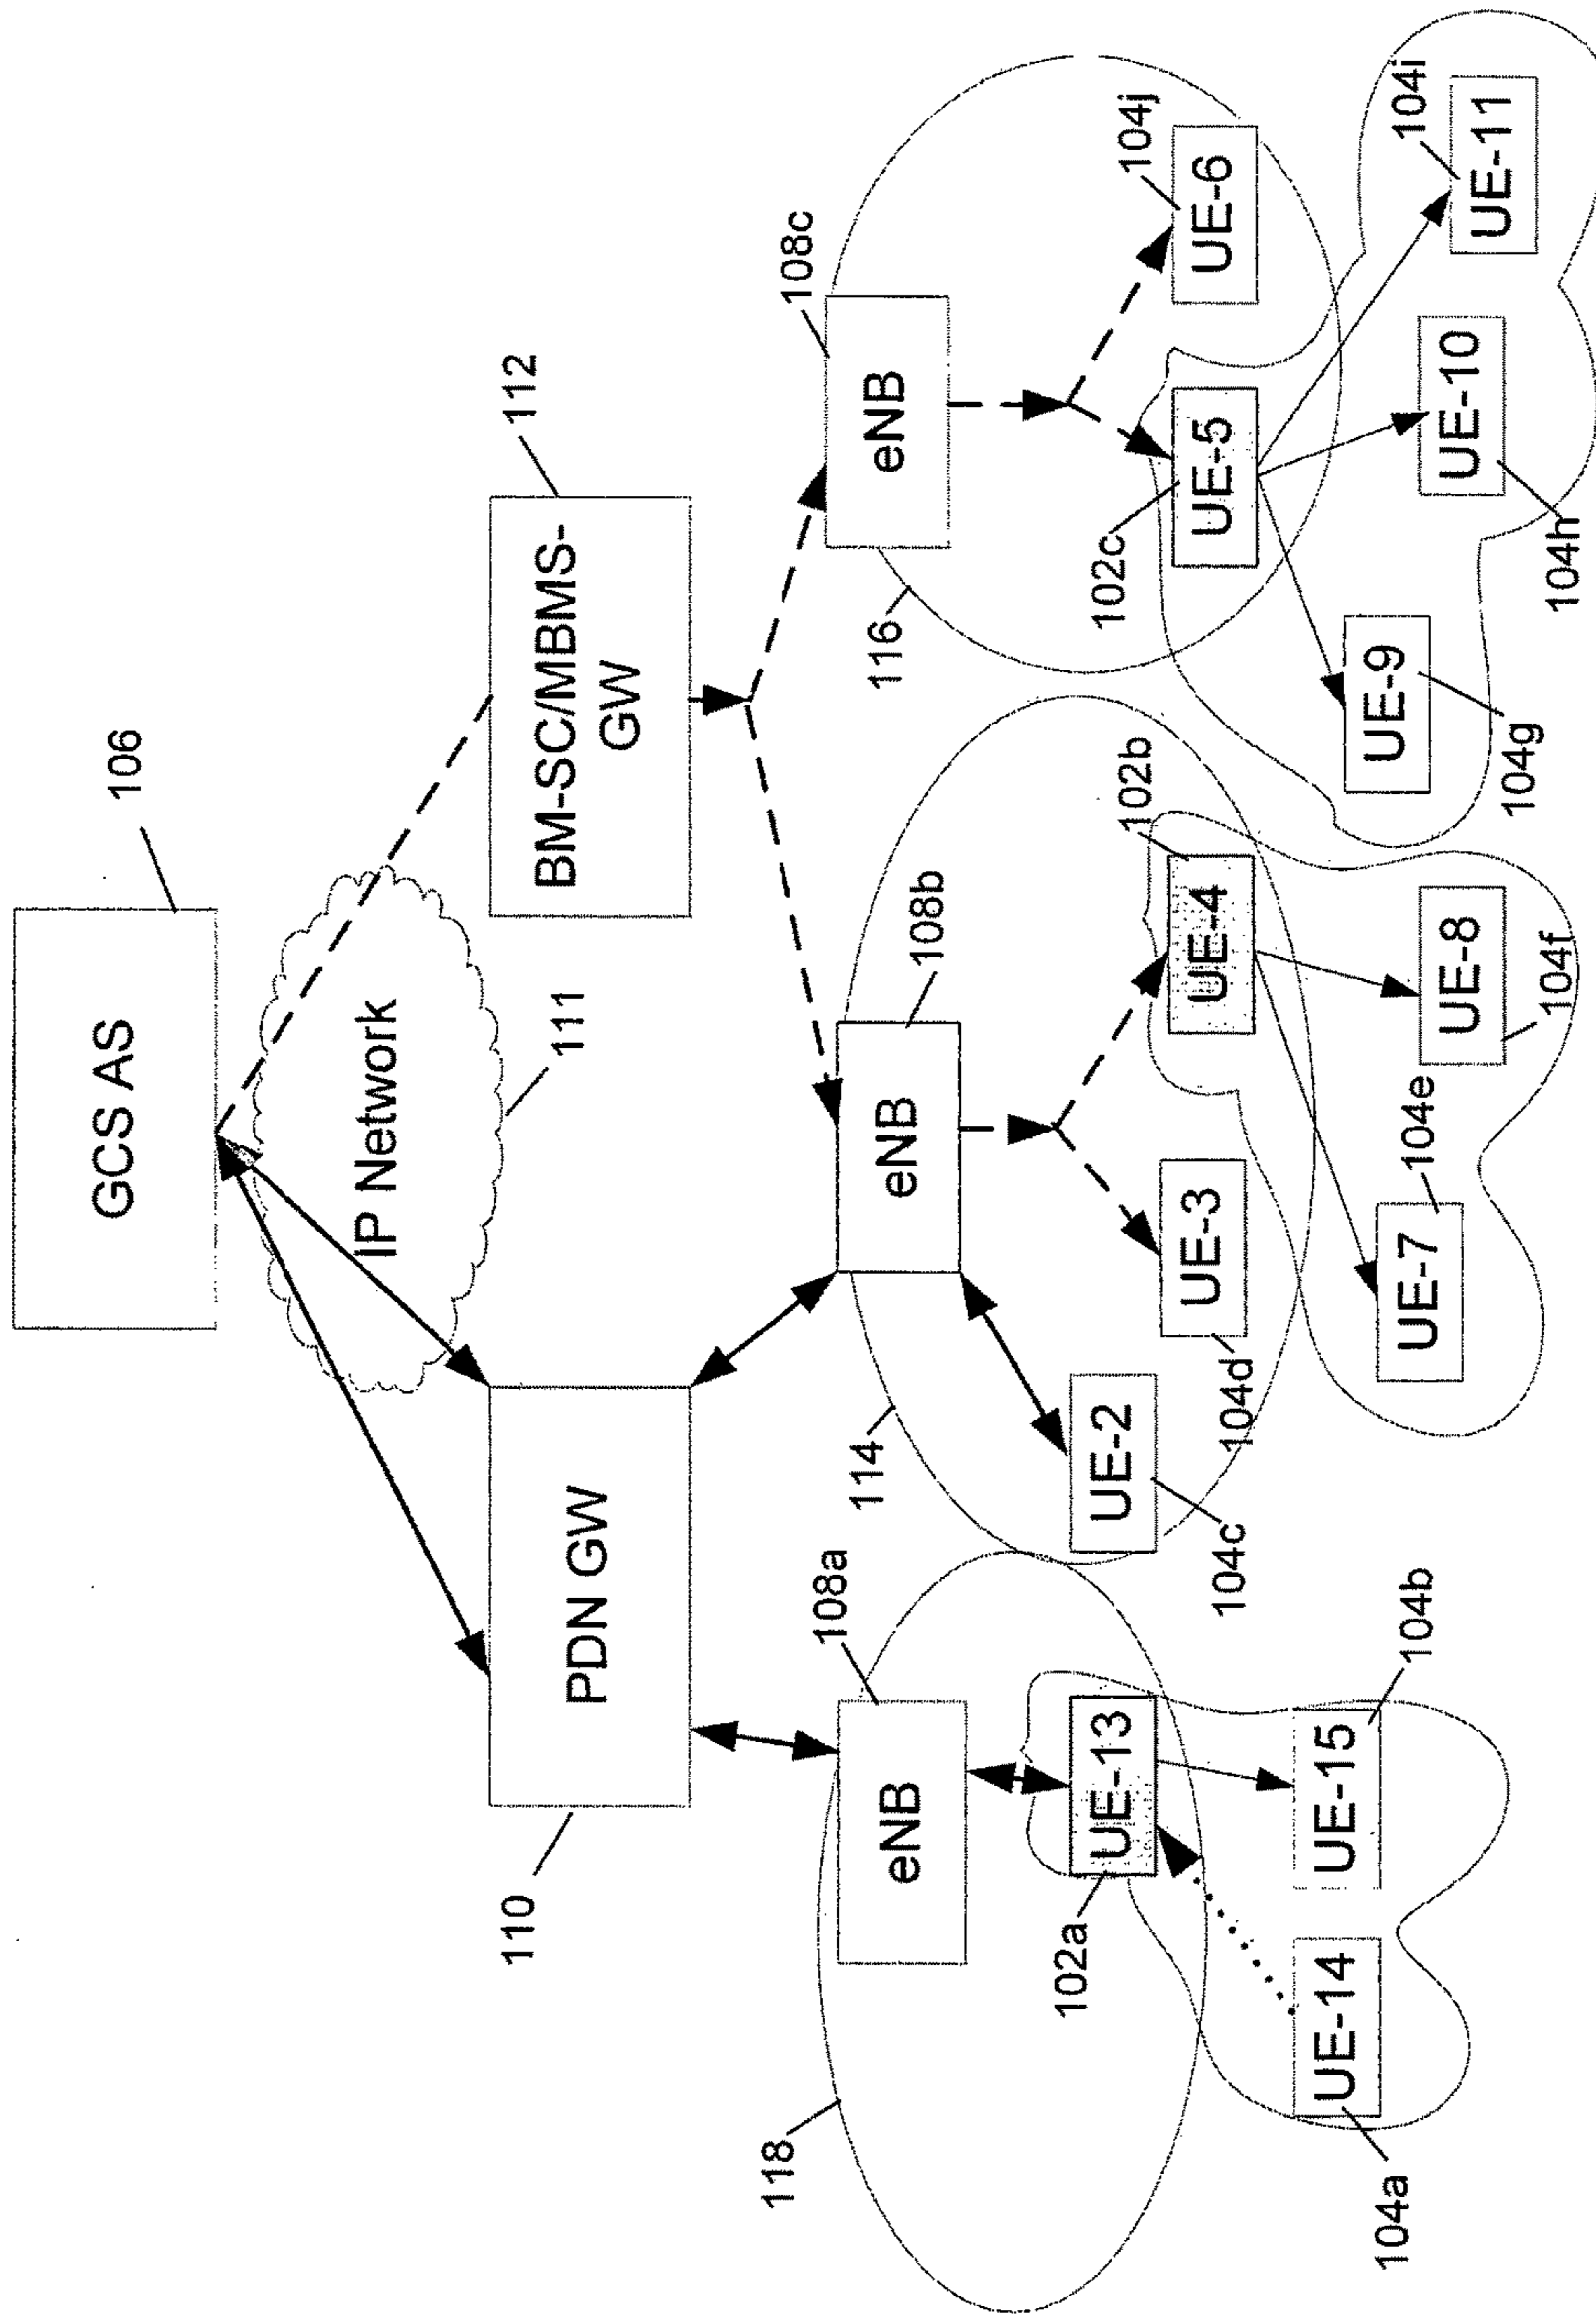 GCS AS
106
IP Network
111
110
PDN GW
BM-SC/MBMS-
GW
112
118
eNB
108a
114
eNB
108b
116
eNB
108c
102a
UE-13
UE-2
104c
104d
UE-3
UE-4
102b
102c
UE-5
UE-6
104j
104a
UE-14
UE-15
104b
UE-7
104e
UE-8
104f
UE-9
104g
UE-10
104h
UE-11
104i